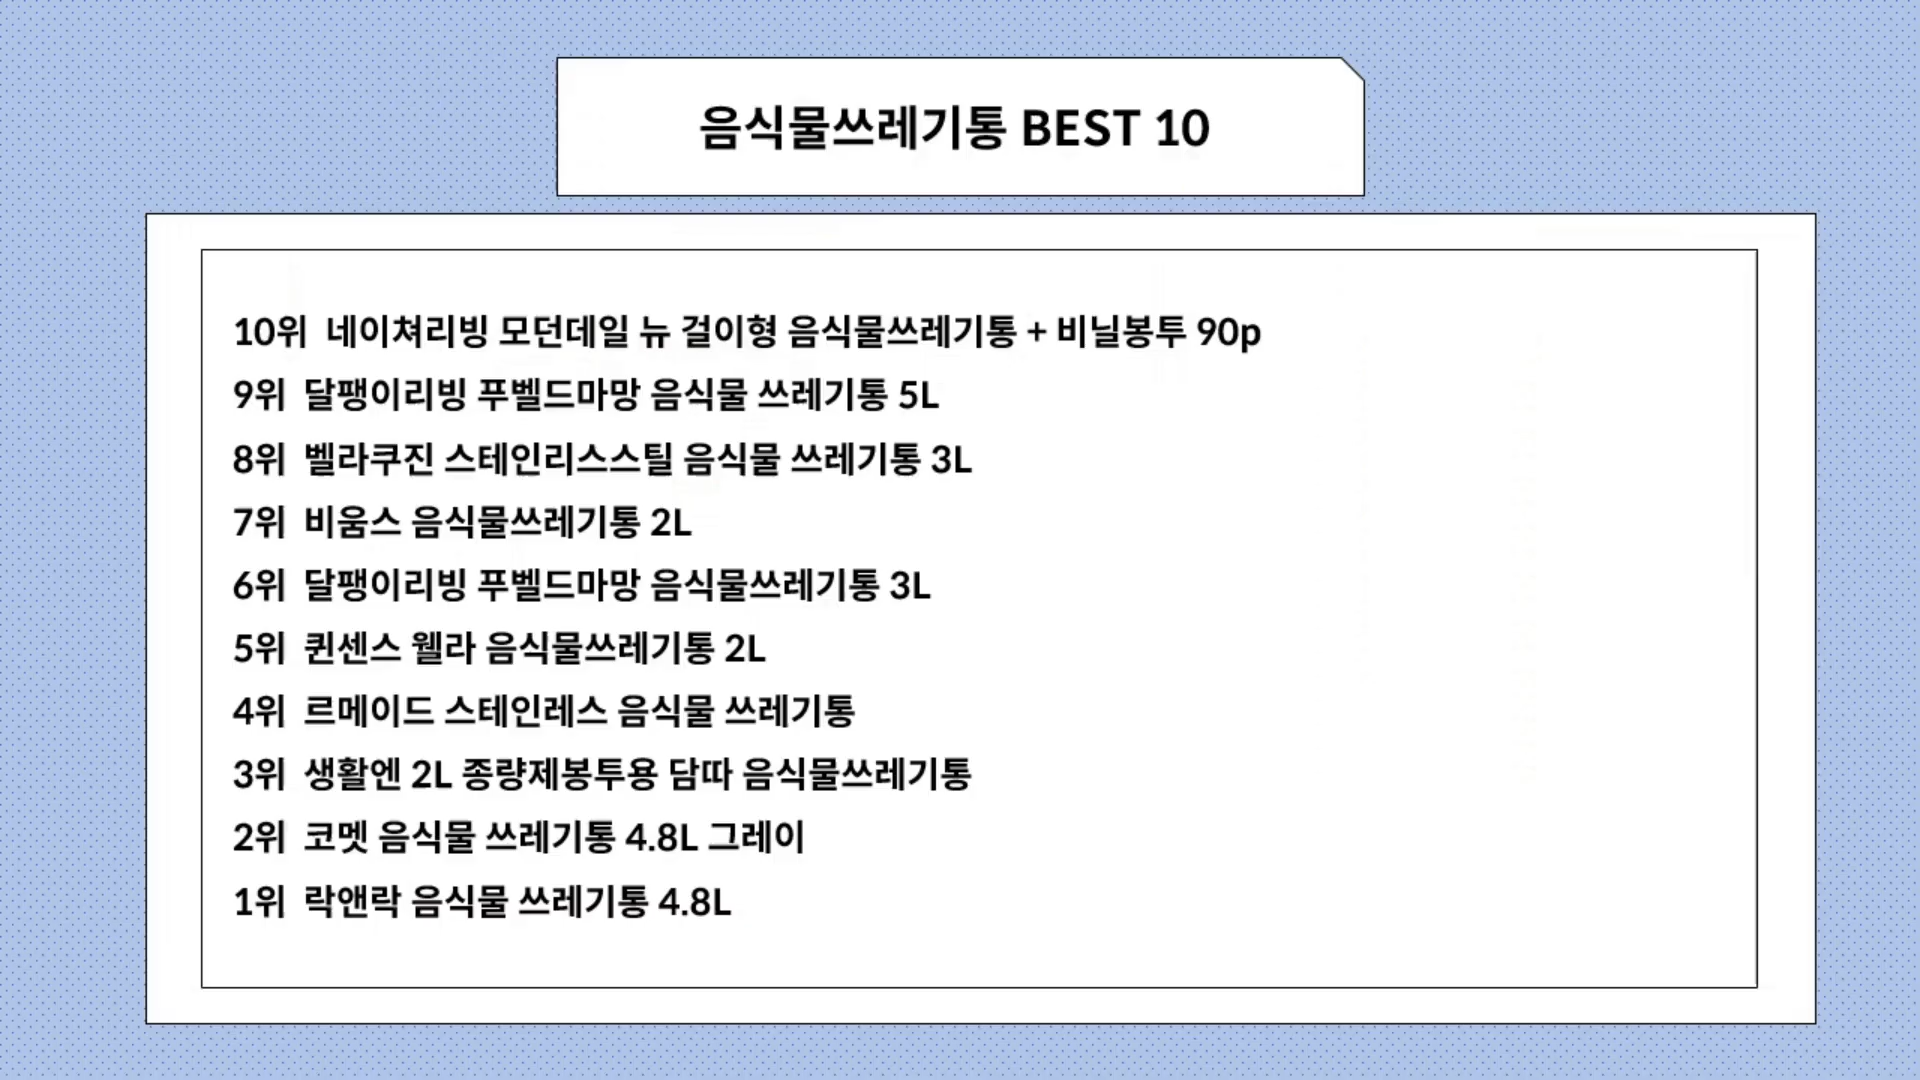 음식물쓰레기통 BEST 10
10위 네이쳐리빙 모던데일 뉴 걸이형 음식물쓰레기통 + 비닐봉투 90p
9위 달팽이리빙 푸벨드마망 음식물 쓰레기통 5L
8위 벨라쿠진 스테인리스스틸 음식물 쓰레기통 3L
7위 비움스 음식물쓰레기통 2L
6위 달팽이리빙 푸벨드마망 음식물쓰레기통 3L
5위 퀸센스 웰라 음식물쓰레기통 2L
4위 르메이드 스테인레스 음식물 쓰레기통
3위 생활엔 2L 종량제봉투용 담따 음식물쓰레기통
2위 코멧 음식물 쓰레기통 4.8L 그레이
1위 락앤락 음식물 쓰레기통 4.8L